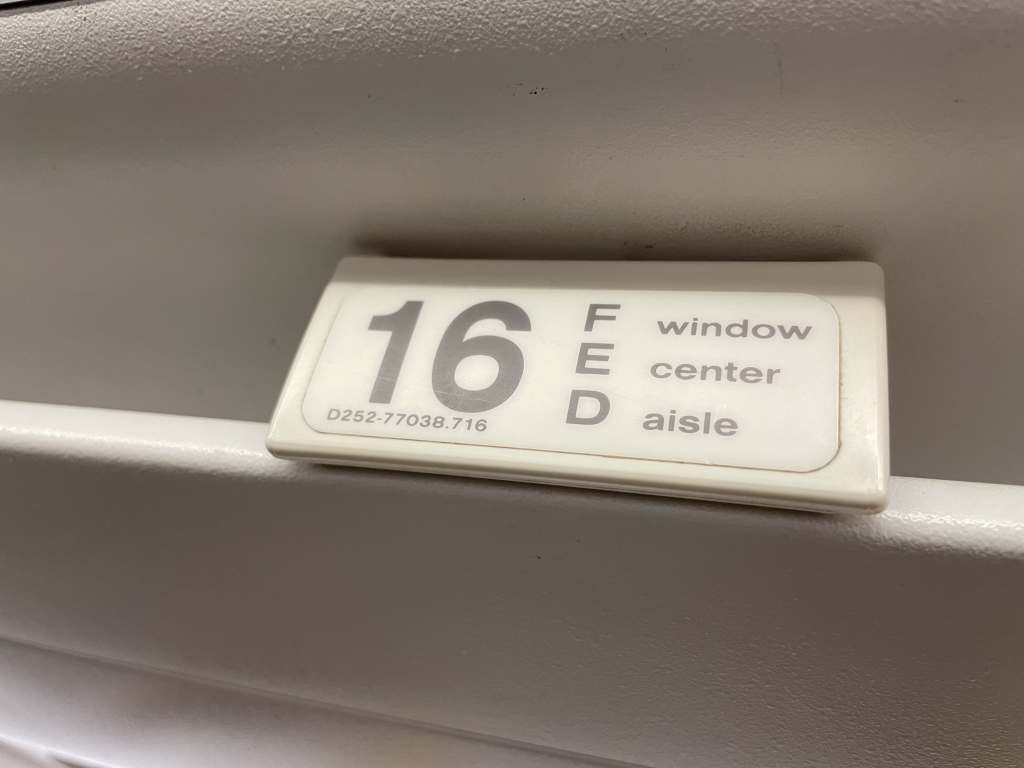 16
D252-77038.716
F window
E center
D aisle